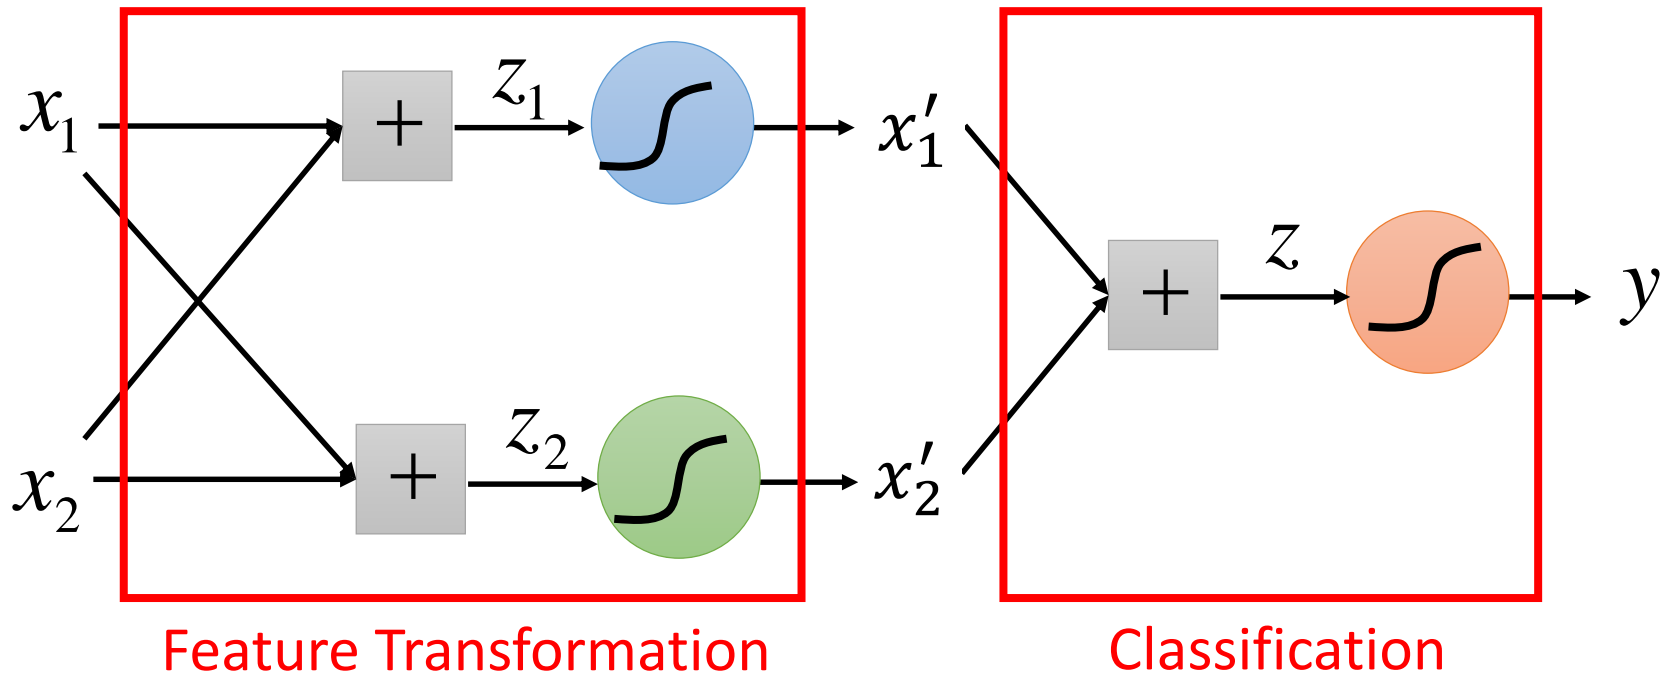 x₁
+
z₁
x′₁
x₂
+
z₂
x′₂
+
z
y
Feature Transformation
Classification